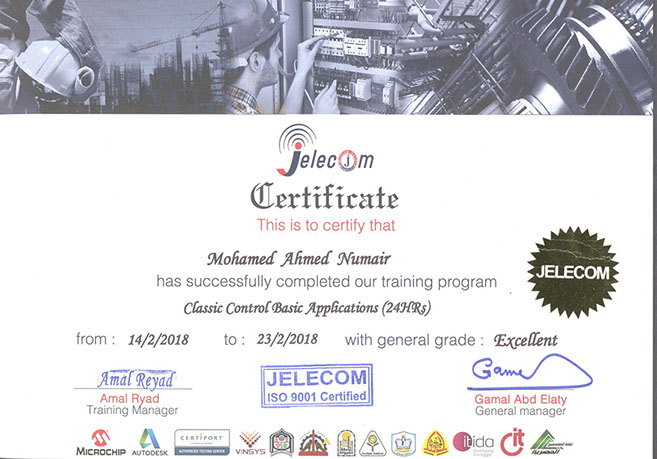 Jelecom
Certificate
This is to certify that
Mohamed Ahmed Numair
has successfully completed our training program
JELECOM
Classic Control Basic Applications (24HRs)
from : 14/2/2018 to : 23/2/2018 with general grade : Excellent
Amal Reyad
Amal Ryad
Training Manager
JELECOM
ISO 9001 Certified
Game
Gamal Abd Elaty
General manager
MICROCHIP
AUTODESK
CERTIPORT
AUTHORIZED TESTING CENTER
VINSYS
itida
cit